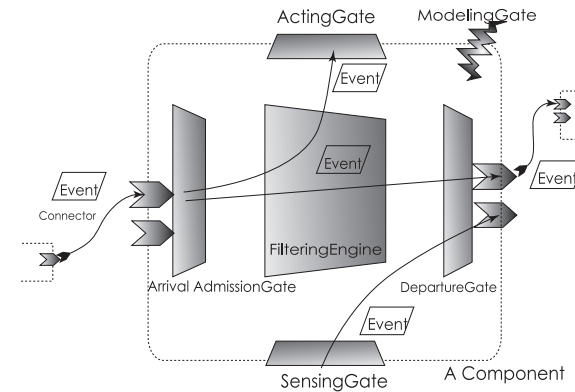 ActingGate
ModelingGate
Event
Event
Event
Event
Connector
FilteringEngine
Arrival AdmissionGate
DepartureGate
Event
SensingGate
A Component